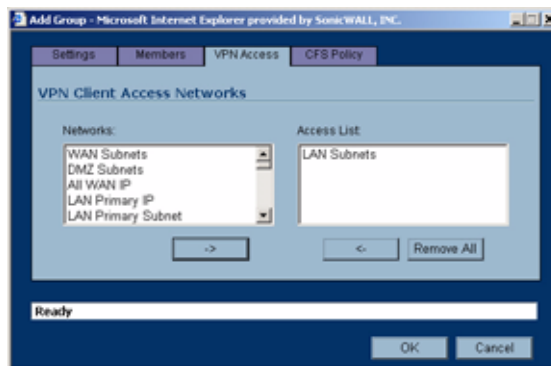 Add Group - Microsoft Internet Explorer provided by SonicWALL, INC.
Settings Members VPN Access CFS Policy
VPN Client Access Networks
Networks: Access List:
WAN Subnets
DMZ Subnets
All WAN IP
LAN Primary IP
LAN Primary Subnet
LAN Subnets
-> <- Remove All
Ready
OK Cancel